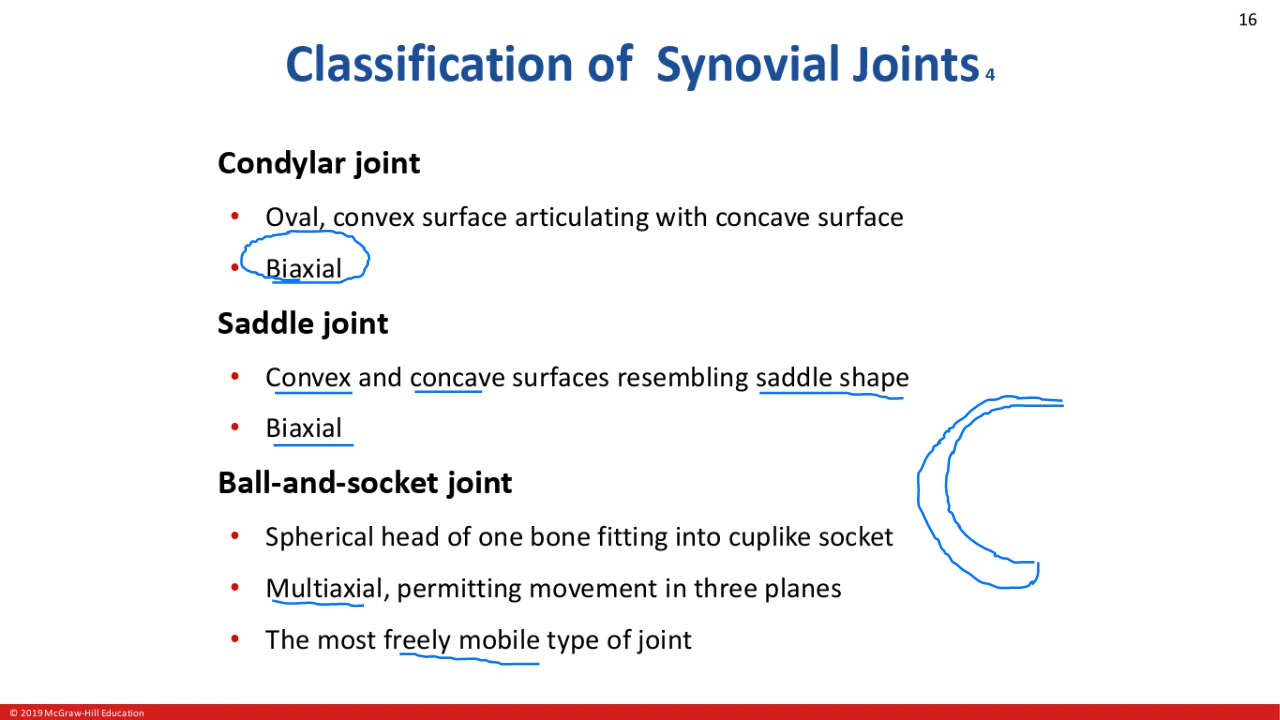 16
Classification of Synovial Joints 4
Condylar joint
• Oval, convex surface articulating with concave surface
• Biaxial
Saddle joint
• Convex and concave surfaces resembling saddle shape
• Biaxial
Ball-and-socket joint
• Spherical head of one bone fitting into cuplike socket
• Multiaxial, permitting movement in three planes
• The most freely mobile type of joint
© 2019 McGraw-Hill Education